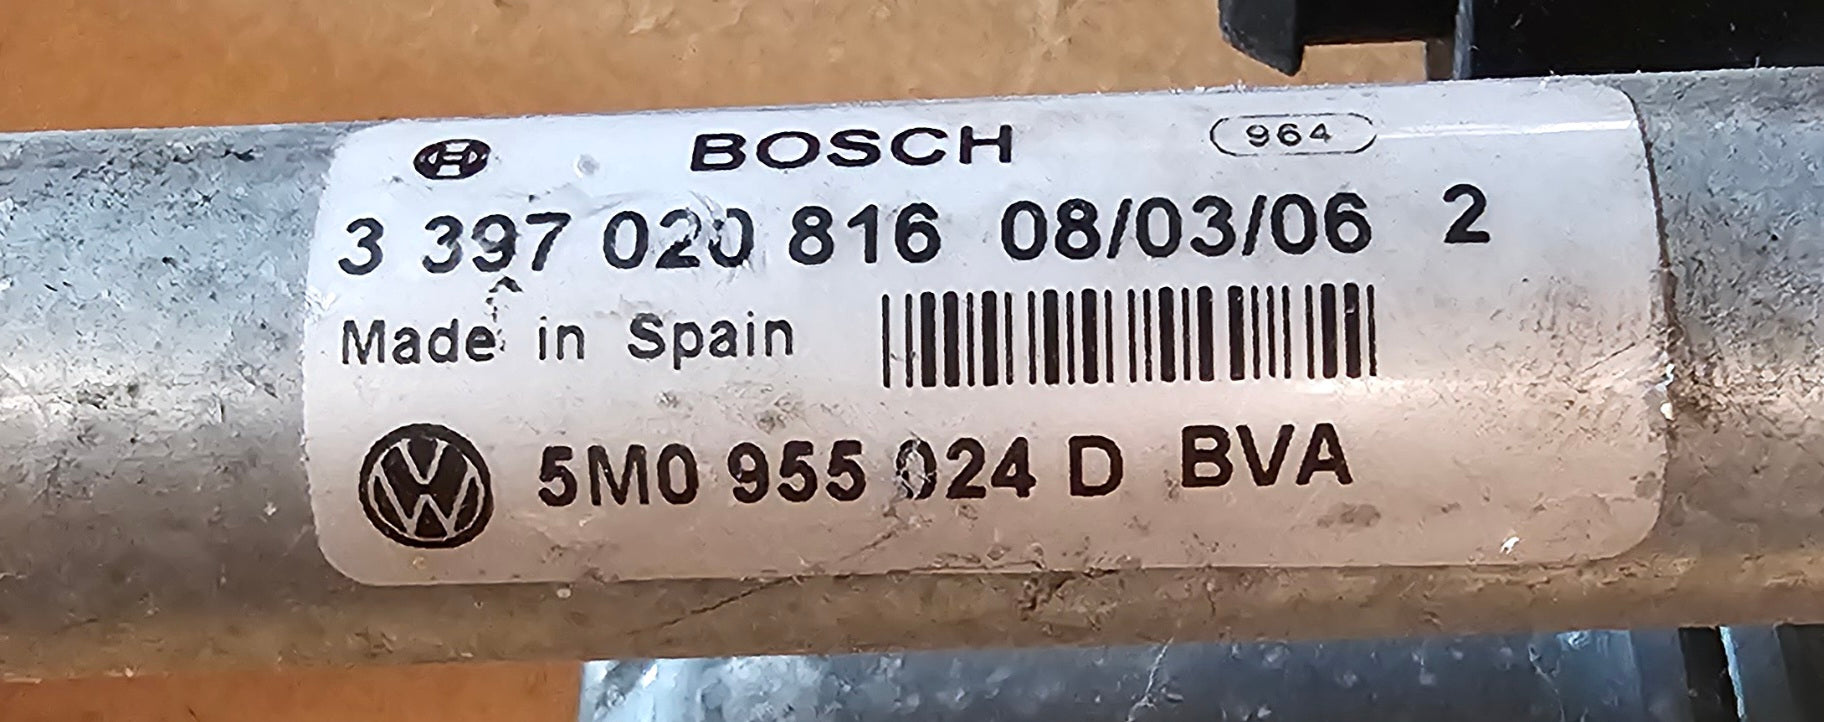 BOSCH 964
3 397 020 816 08/03/06 2
Made in Spain
5M0 955 024 D BVA